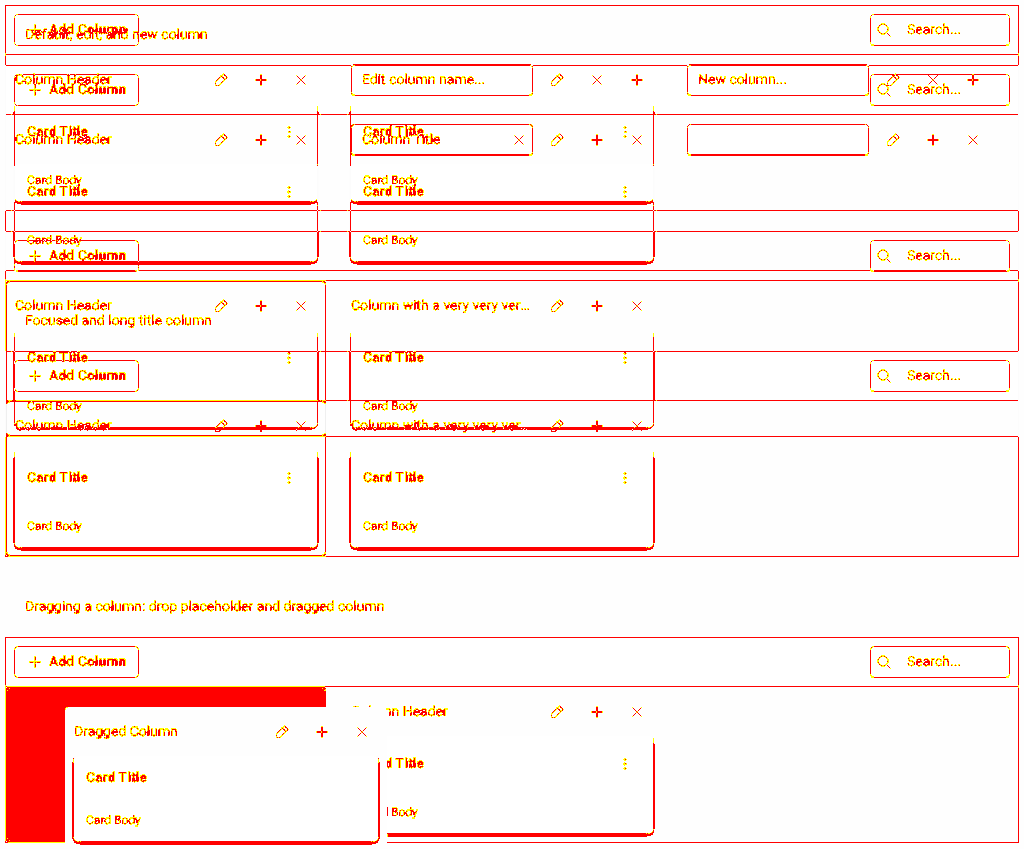 Add Column Search...
Default, edit, and new column
Column Header Edit column name... New column...
Add Column Search...
Card Title Card Title
Column Header Column Title
Card Body Card Body
Card Title Card Title
Card Body Card Body
Add Column Search...
Column Header Column with a very very ver...
Focused and long title column
Card Title Card Title
Add Column Search...
Card Body Card Body
Column Header Column with a very very ver...
Card Title Card Title
Card Body Card Body
Dragging a column: drop placeholder and dragged column
Add Column Search...
nn Header
Dragged Column
d Title
Card Title
l Body
Card Body